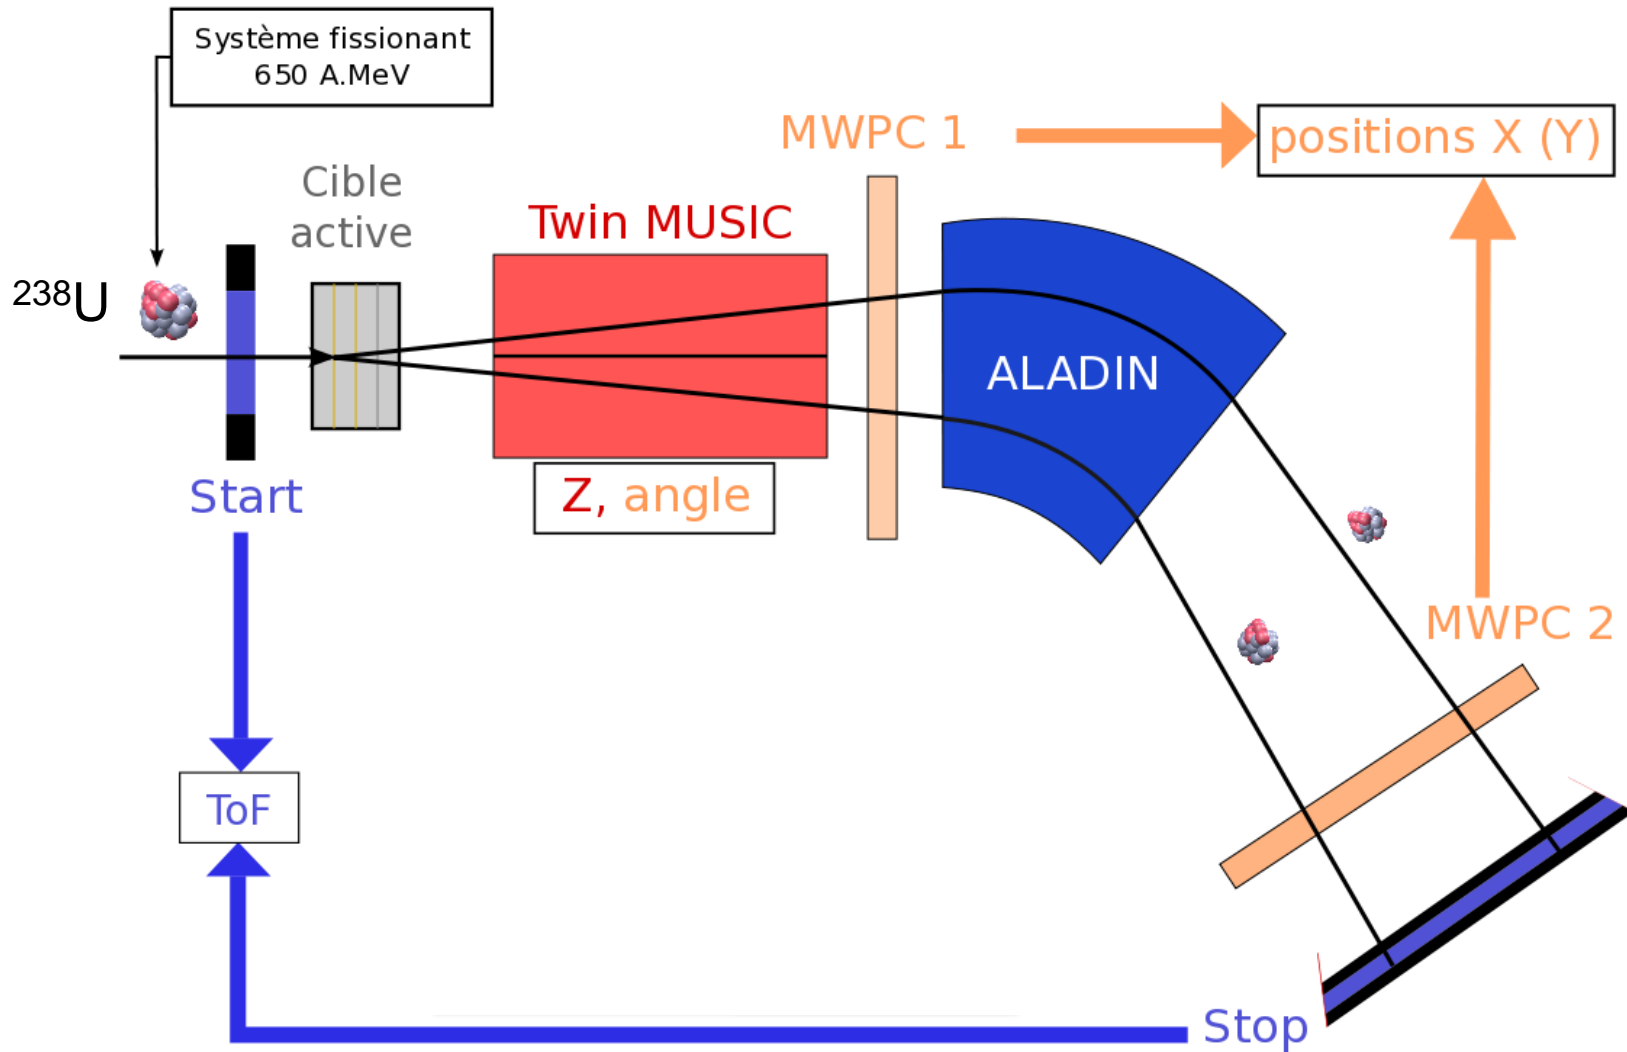 Système fissionant
650 A.MeV
MWPC 1
positions X (Y)
Cible
active
Twin MUSIC
²³⁸U
ALADIN
Z, angle
Start
MWPC 2
ToF
Stop